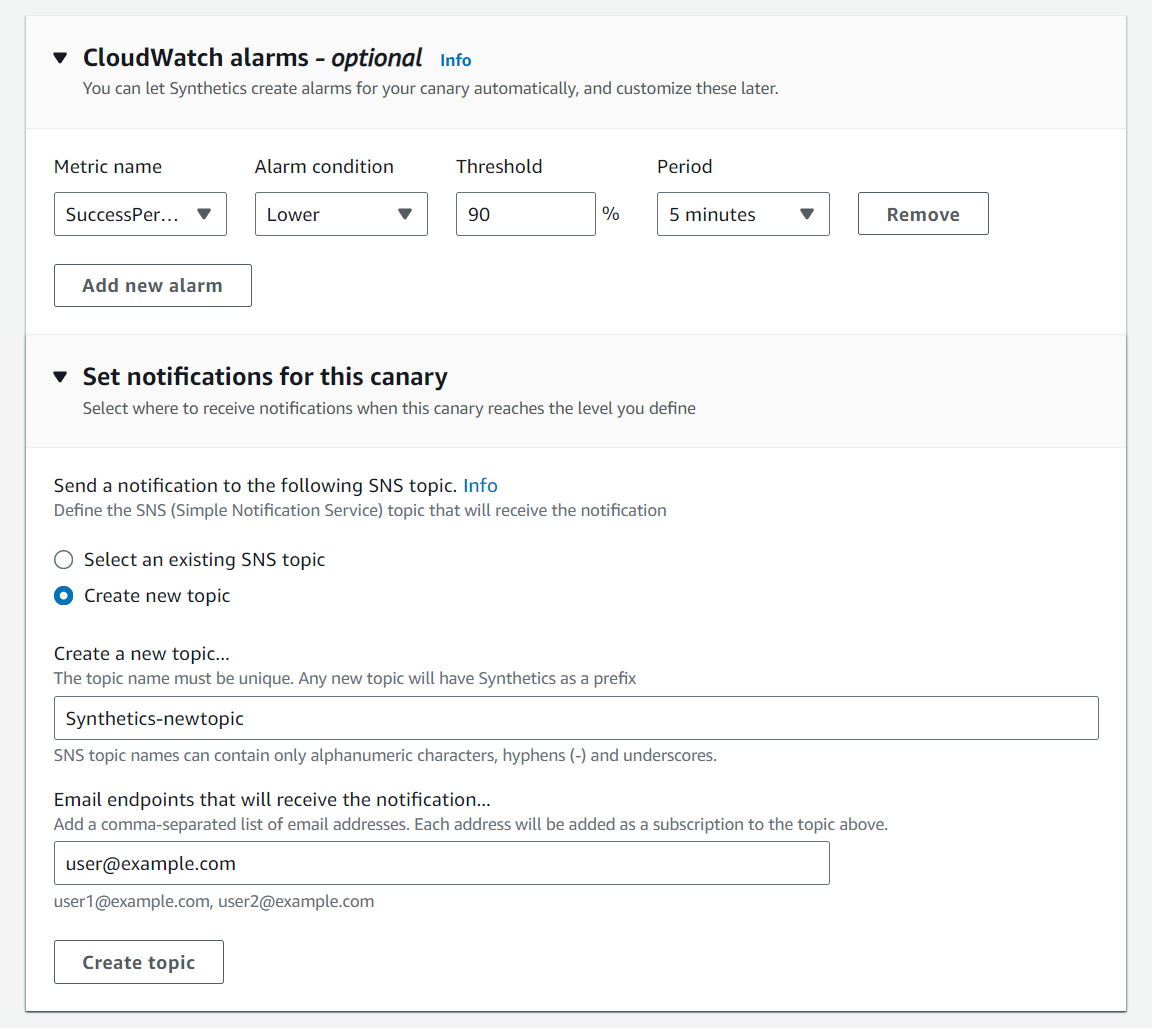 CloudWatch alarms - optional Info
You can let Synthetics create alarms for your canary automatically, and customize these later.
Metric name Alarm condition Threshold Period
SuccessPer... Lower 90 % 5 minutes Remove
Add new alarm
Set notifications for this canary
Select where to receive notifications when this canary reaches the level you define
Send a notification to the following SNS topic. Info
Define the SNS (Simple Notification Service) topic that will receive the notification
Select an existing SNS topic
Create new topic
Create a new topic...
The topic name must be unique. Any new topic will have Synthetics as a prefix
Synthetics-newtopic
SNS topic names can contain only alphanumeric characters, hyphens (-) and underscores.
Email endpoints that will receive the notification...
Add a comma-separated list of email addresses. Each address will be added as a subscription to the topic above.
user@example.com
user1@example.com, user2@example.com
Create topic